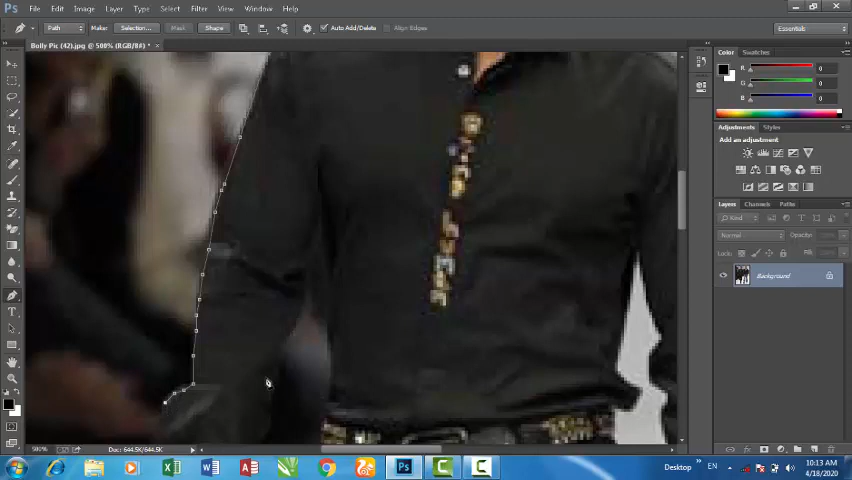 Ps File Edit Image Layer Type Select Filter View Window Help
Path Make: Selection... Mask Shape Auto Add/Delete Align Edges Essentials
Bolly Pic (42).jpg @ 500% (RGB/8#) * ×
Color Swatches
R 0
G 0
B 0
Adjustments Styles
Add an adjustment
Layers Channels Paths
Kind
Normal Opacity:
Lock: Fill:
Background
500% Doc: 644.5K/644.5K
Desktop EN 10:13 AM
4/18/2020